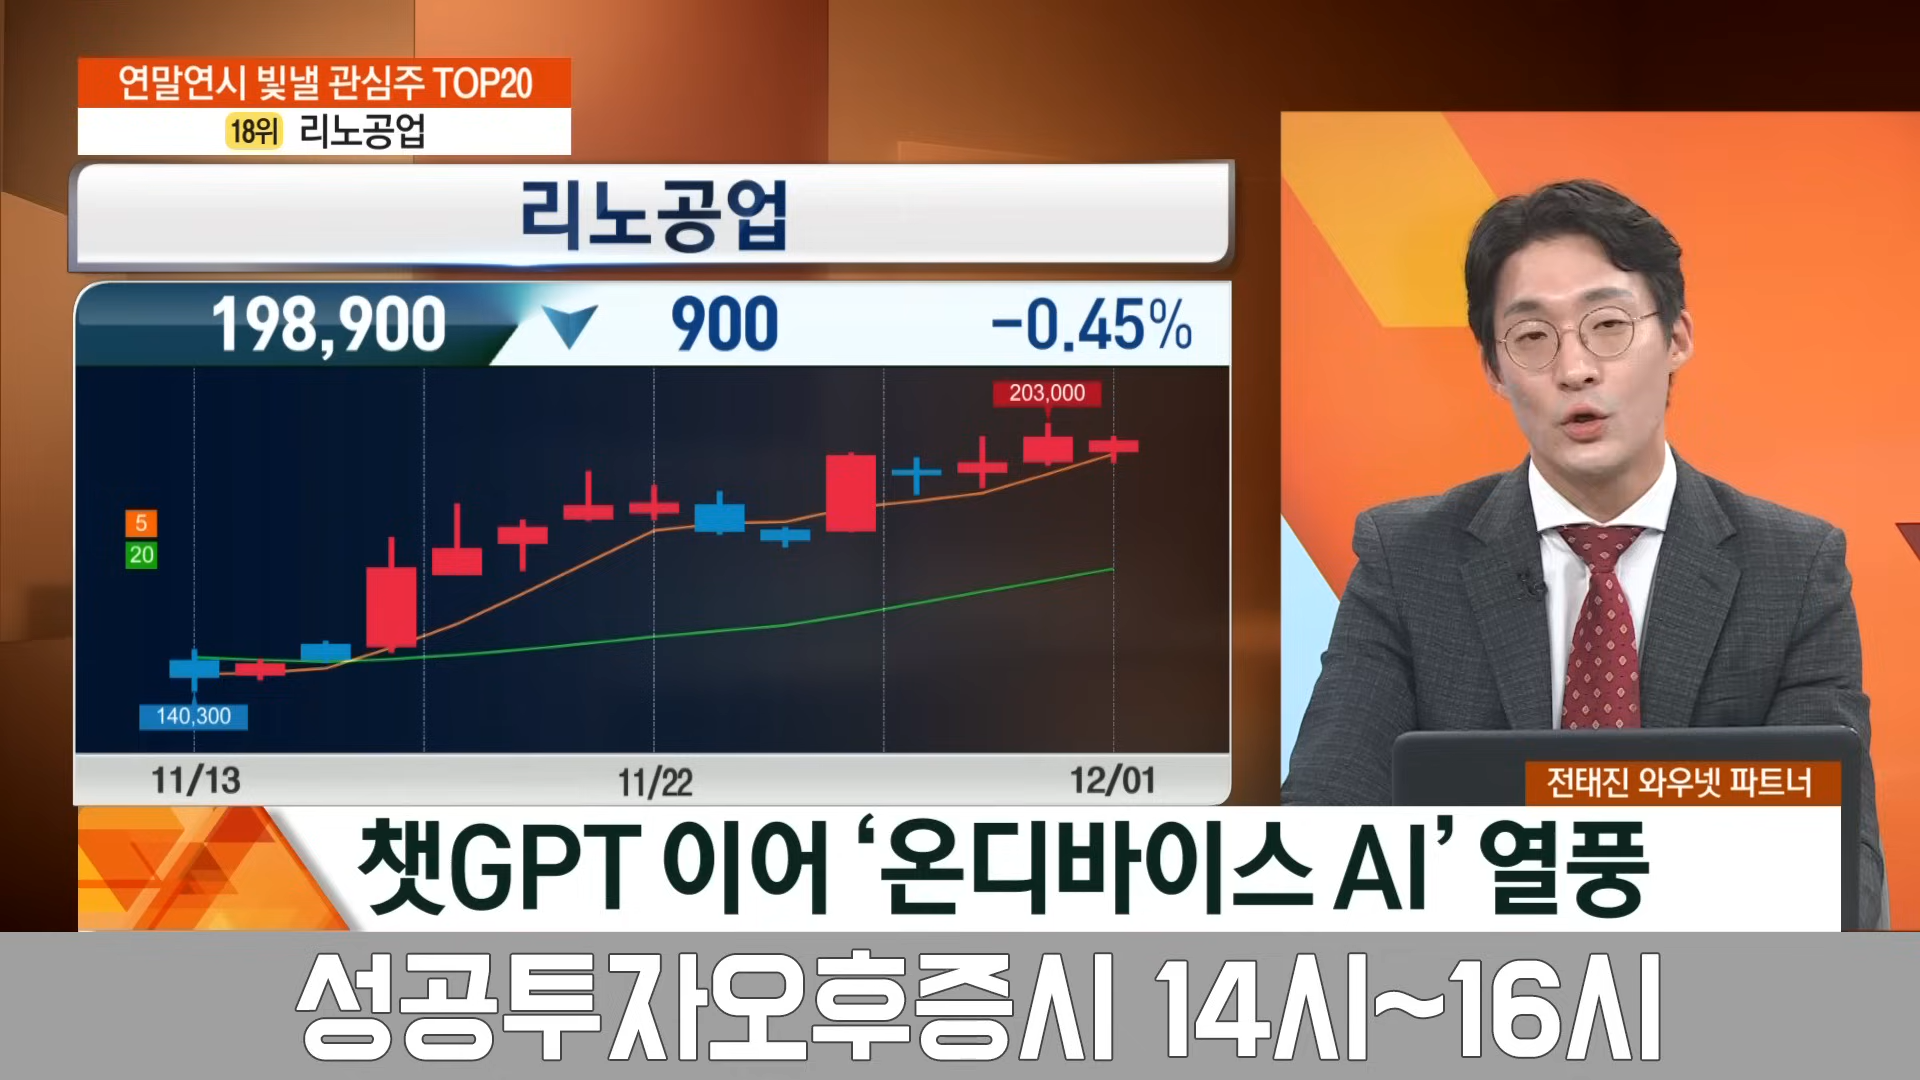 연말연시 빛낼 관심주 TOP20
18위 리노공업
리노공업
198,900 900 -0.45%
203,000
5
20
140,300
11/13 11/22 12/01
전태진 와우넷 파트너
챗GPT 이어 ‘온디바이스 AI’ 열풍
성공투자오후증시 14시~16시